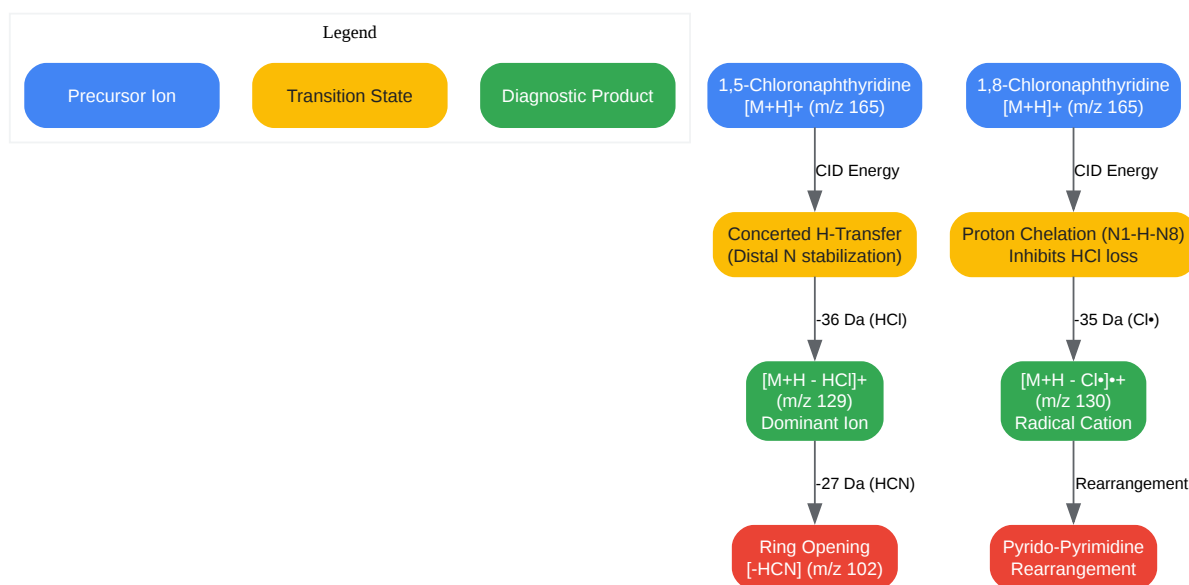 Legend
Precursor Ion
Transition State
Diagnostic Product
1,5-Chloronaphthyridine
[M+H]+ (m/z 165)
CID Energy
Concerted H-Transfer
(Distal N stabilization)
-36 Da (HCl)
[M+H - HCl]+
(m/z 129)
Dominant Ion
-27 Da (HCN)
Ring Opening
[-HCN] (m/z 102)
1,8-Chloronaphthyridine
[M+H]+ (m/z 165)
CID Energy
Proton Chelation (N1-H-N8)
Inhibits HCl loss
-35 Da (Cl•)
[M+H - Cl•]•+
(m/z 130)
Radical Cation
Rearrangement
Pyrido-Pyrimidine
Rearrangement